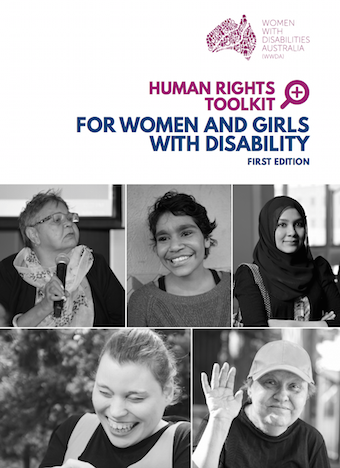 WOMEN
WITH
DISABILITIES
AUSTRALIA
(WWDA)
HUMAN RIGHTS
TOOLKIT
FOR WOMEN AND GIRLS
WITH DISABILITY
FIRST EDITION